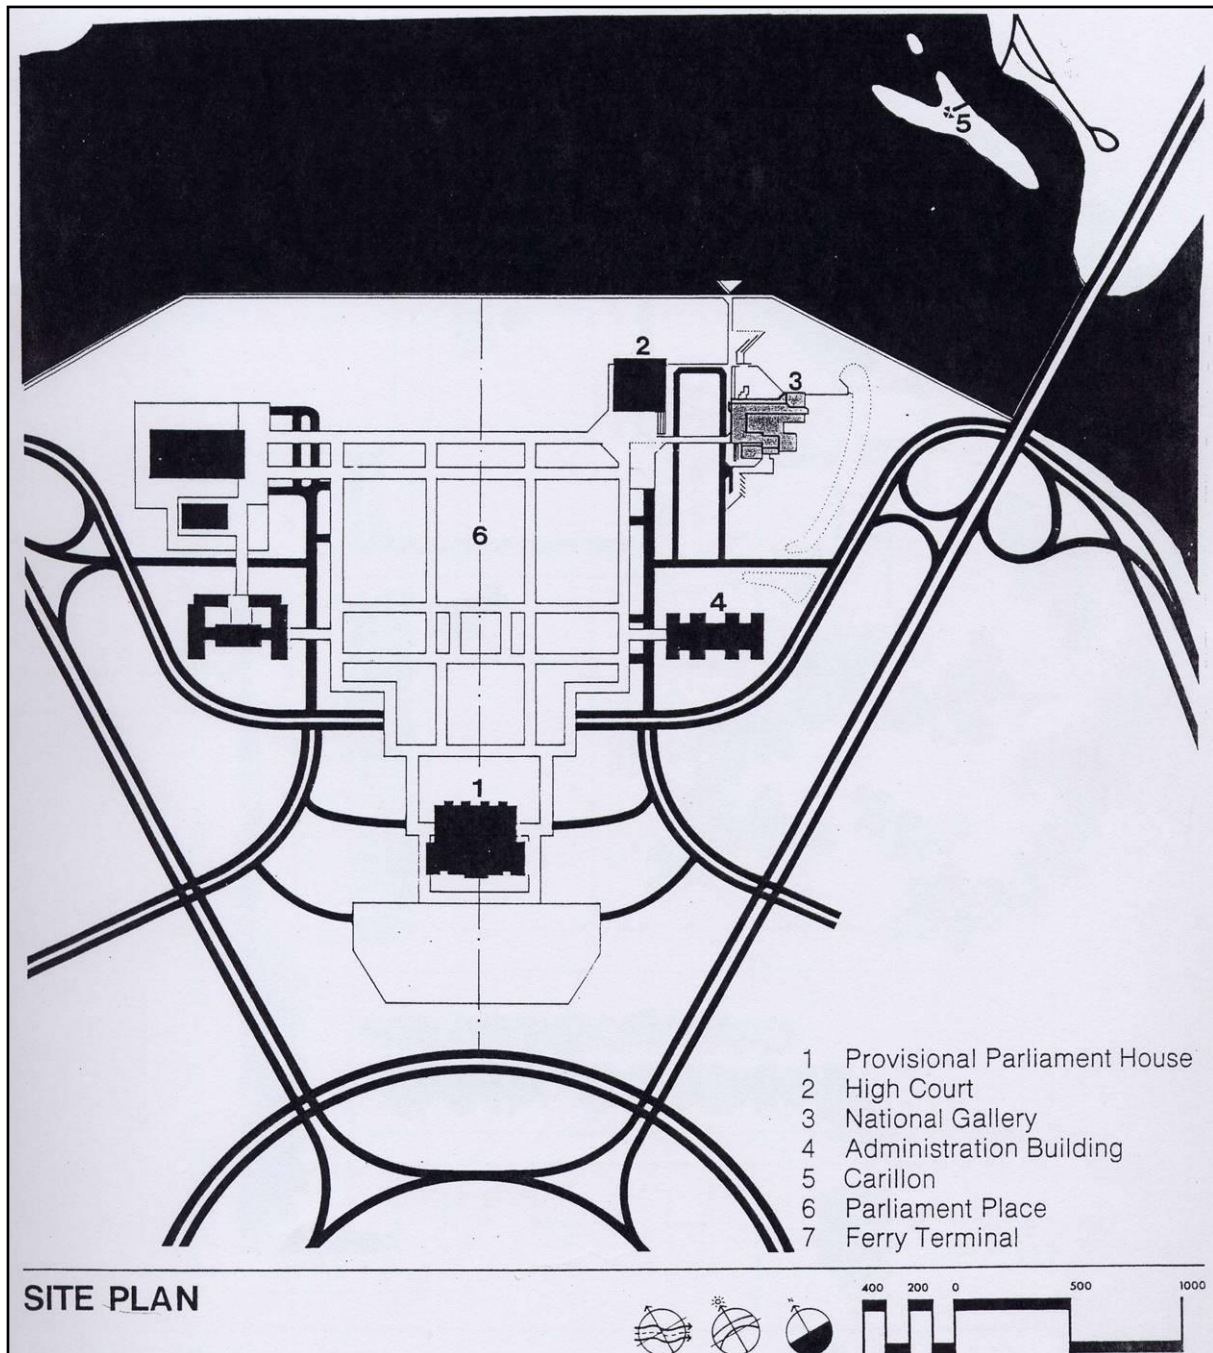 5
2
3
6
4
1
1 Provisional Parliament House
2 High Court
3 National Gallery
4 Administration Building
5 Carillon
6 Parliament Place
7 Ferry Terminal
SITE PLAN
400 200 0 500 1000